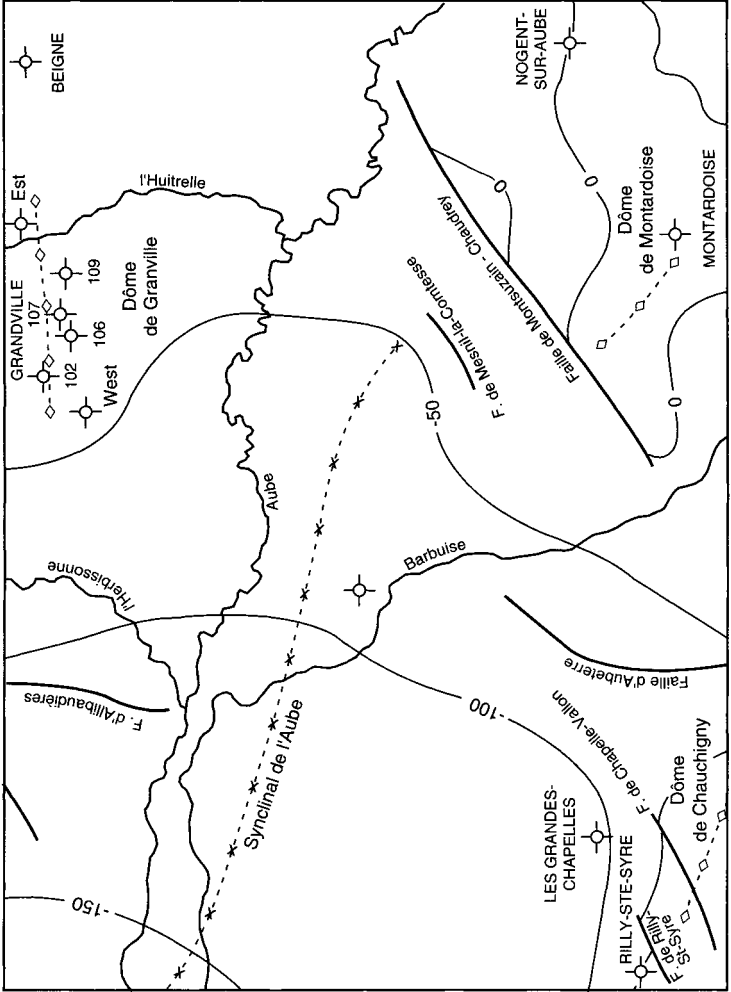 BEIGNE
Est
l'Huitrelle
GRANDVILLE
107
109
106
102
Dôme
de Granville
West
l'Herbissonne
F. d'Allibaudières
Aube
Barbuise
Synclinal de l'Aube
-50
-100
-150
NOGENT-
SUR-AUBE
0
0
0
Dôme
de Montardoise
MONTARDOISE
Faille de Montsuzain - Chaudrey
F. de Mesnil-la-Comtesse
Faille d'Aubeterre
F. de Chapelle-Vallon
LES GRANDES-
CHAPELLES
RILLY-STE-SYRE
F. de Rilly-
St-Syre
Dôme
de Chauchigny